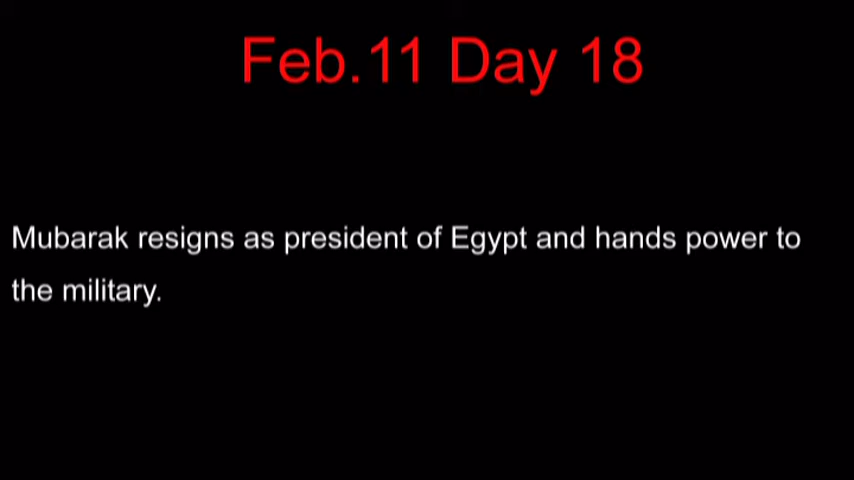 Feb.11 Day 18
Mubarak resigns as president of Egypt and hands power to
the military.